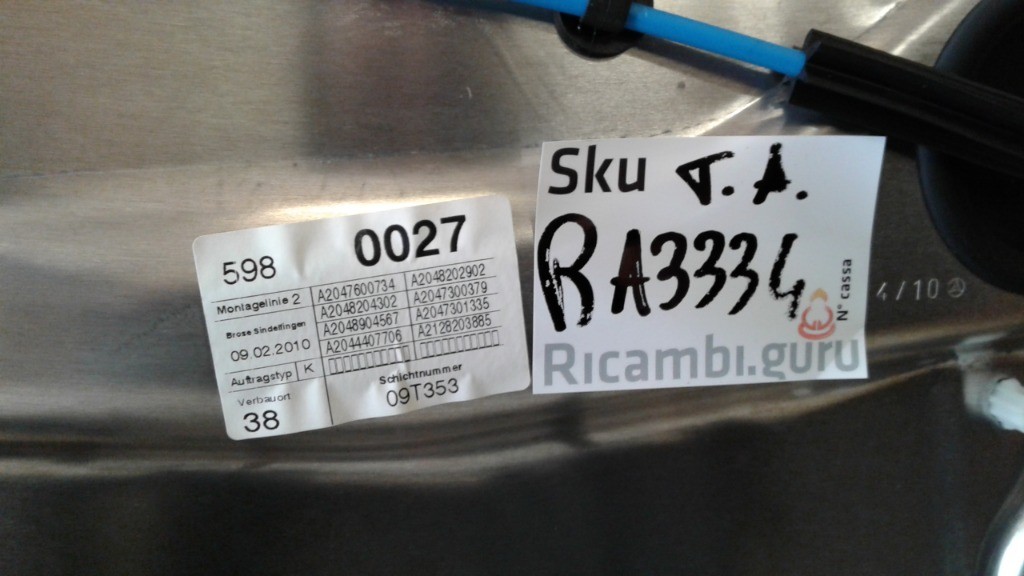 598 0027
Montagelinie 2
A2047600734 A2048202902
A2048204302 A2047300379
Brose Sindelfingen
A2048904567 A2047301335
09.02.2010
A2044407706 A2128203885
Auftragstyp K
Verbauort
38
Schichtnummer
09T353
Sku T.A.
RA3334
N° cassa
Ricambi.guru
4/10